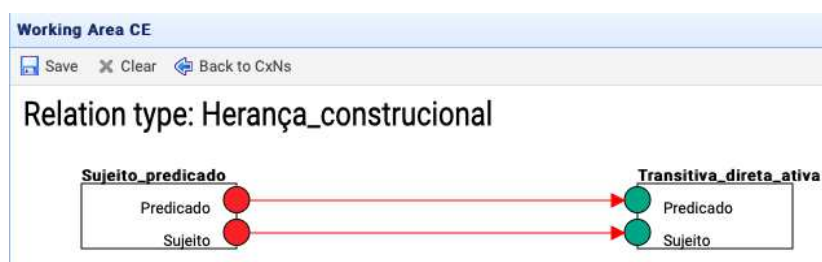 Working Area CE
Save Clear Back to CxNs
Relation type: Herança_construcional
Sujeito_predicado Transitiva_direta_ativa
Predicado Predicado
Sujeito Sujeito